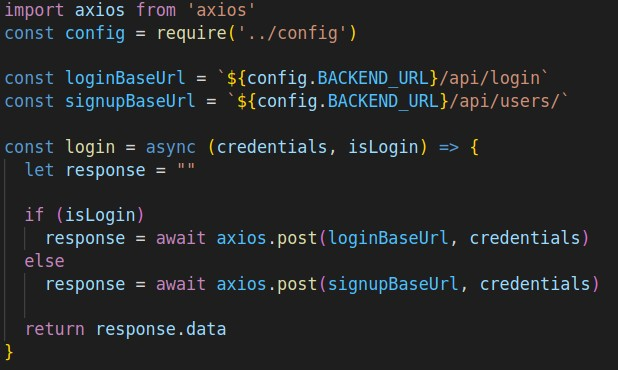 import axios from 'axios'
const config = require('../config')

const loginBaseUrl = `${config.BACKEND_URL}/api/login`
const signupBaseUrl = `${config.BACKEND_URL}/api/users/`

const login = async (credentials, isLogin) => {
  let response = ""

  if (isLogin)
    response = await axios.post(loginBaseUrl, credentials)
  else
    response = await axios.post(signupBaseUrl, credentials)

  return response.data
}